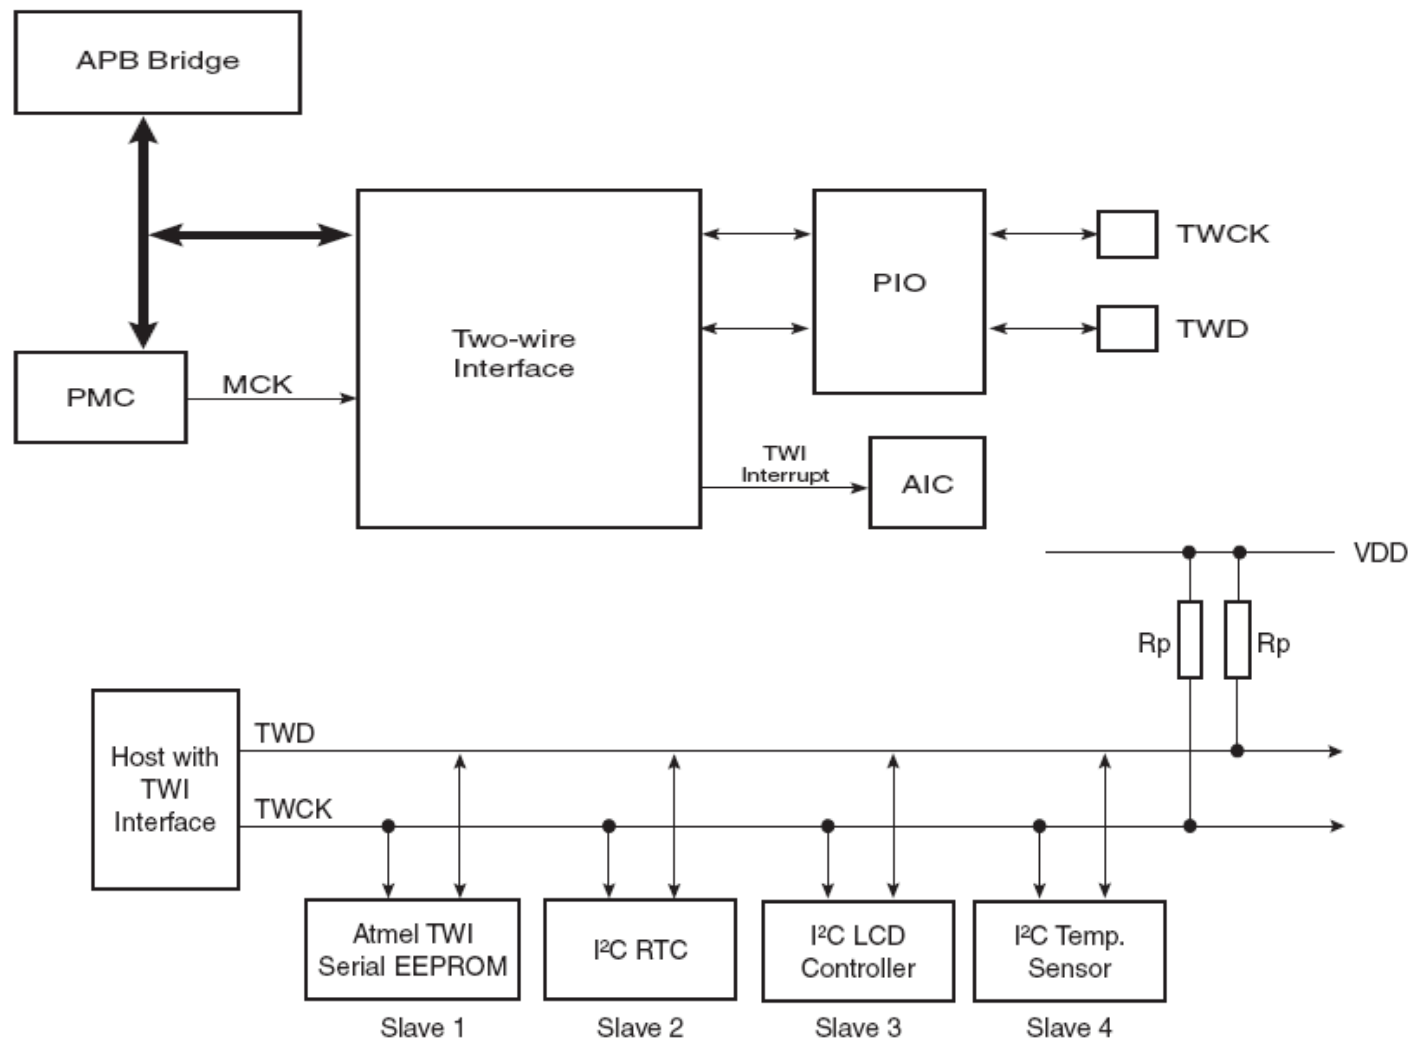 APB Bridge
Two-wire
Interface
PIO
TWCK
TWD
PMC
MCK
TWI
Interrupt
AIC
VDD
Rp
Rp
Host with
TWI
Interface
TWD
TWCK
Atmel TWI
Serial EEPROM
I²C RTC
I²C LCD
Controller
I²C Temp.
Sensor
Slave 1
Slave 2
Slave 3
Slave 4